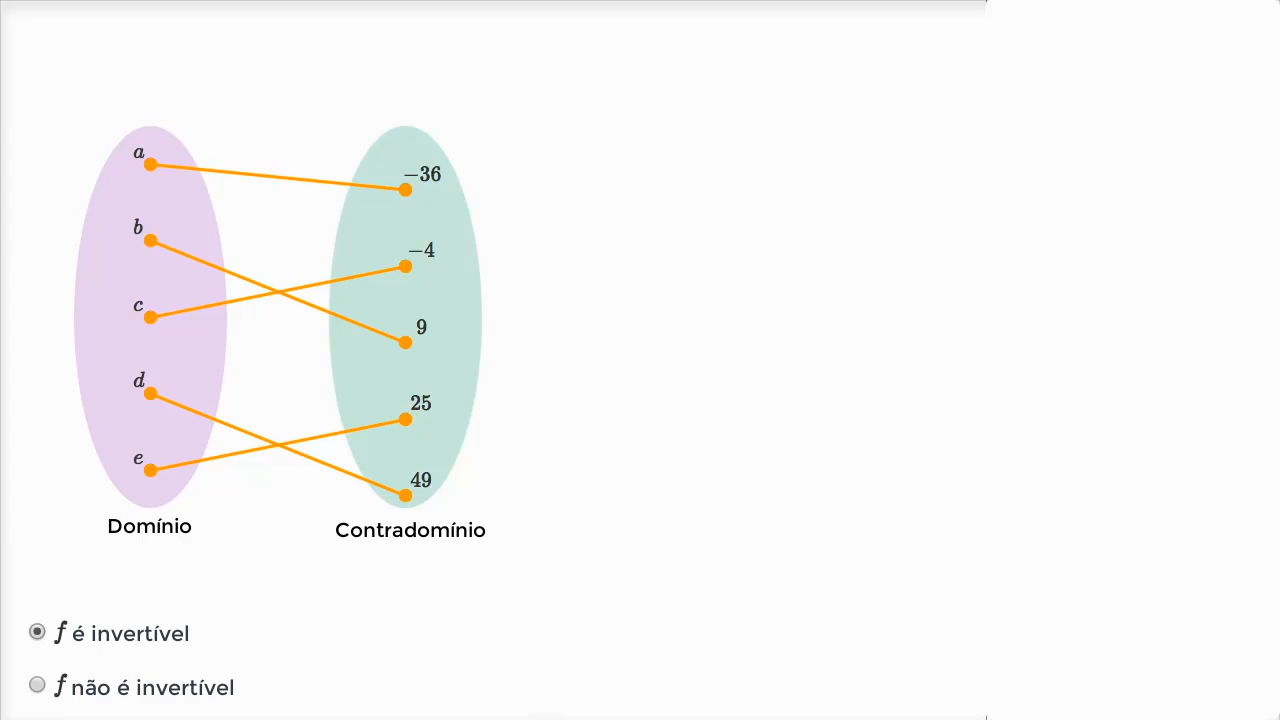 a
−36
b
−4
c
9
d
25
e
49
Domínio
Contradomínio
f é invertível
f não é invertível